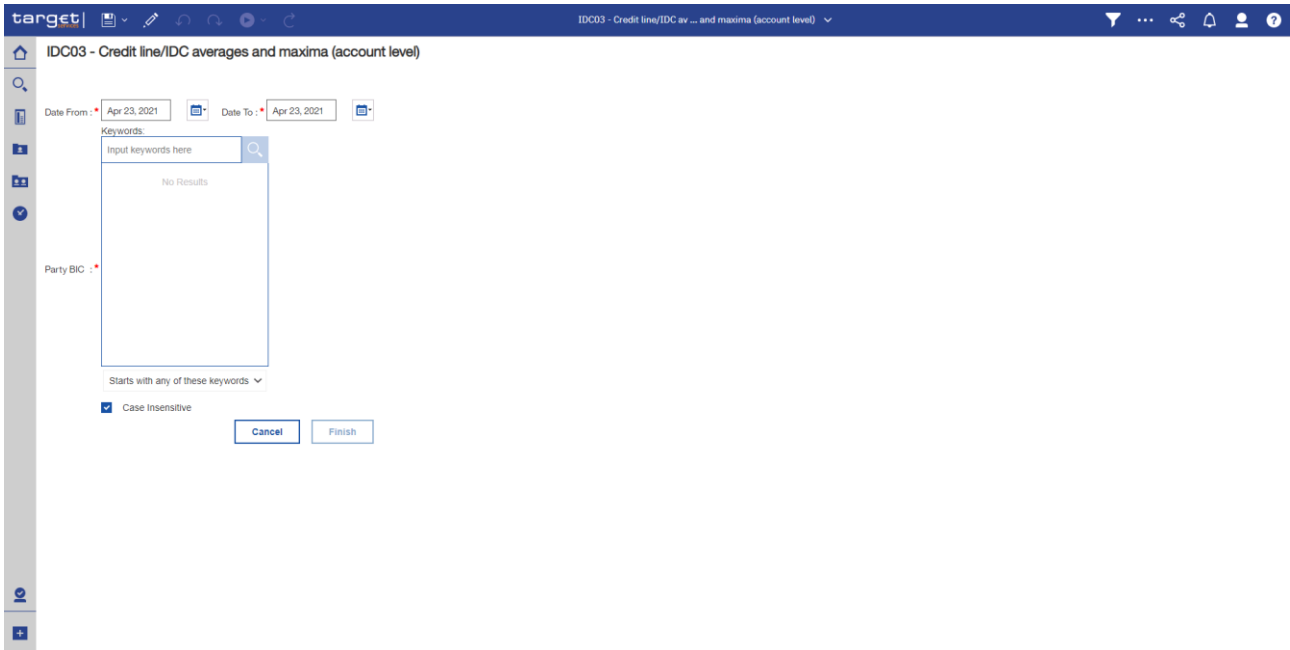 target|
IDC03 - Credit line/IDC av ... and maxima (account level)
IDC03 - Credit line/IDC averages and maxima (account level)
Date From : * Apr 23, 2021 Date To : * Apr 23, 2021
Keywords:
Input keywords here
No Results
Party BIC : *
Starts with any of these keywords
Case Insensitive
Cancel Finish